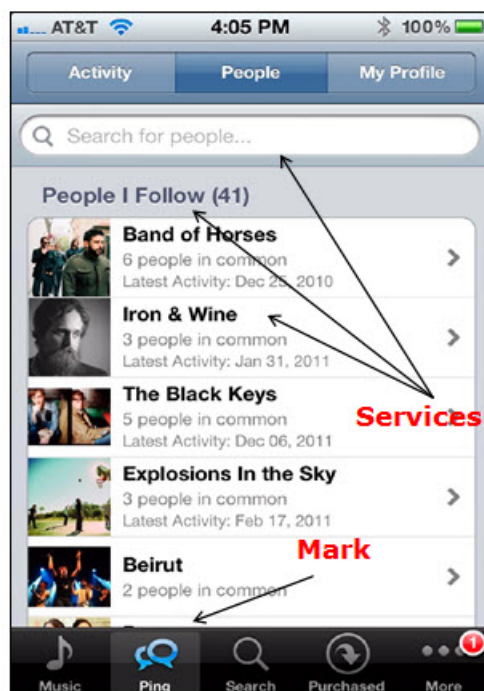 AT&T 4:05 PM 100%
Activity People My Profile
Search for people...
People I Follow (41)
Band of Horses
6 people in common
Latest Activity: Dec 25, 2010
Iron & Wine
3 people in common
Latest Activity: Jan 31, 2011
The Black Keys
5 people in common
Latest Activity: Dec 06, 2011
Services
Explosions In the Sky
3 people in common
Latest Activity: Feb 17, 2011
Mark
Beirut
2 people in common
1
Music Ping Search Purchased More